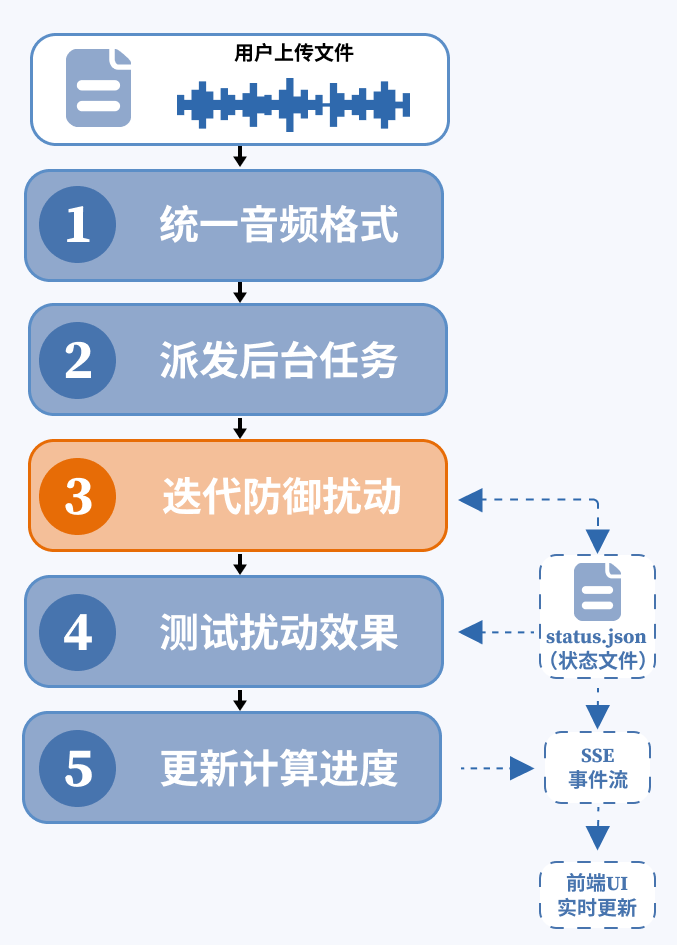 用户上传文件
1 统一音频格式
2 派发后台任务
3 迭代防御扰动
4 测试扰动效果
5 更新计算进度
status.json
（状态文件）
SSE
事件流
前端UI
实时更新